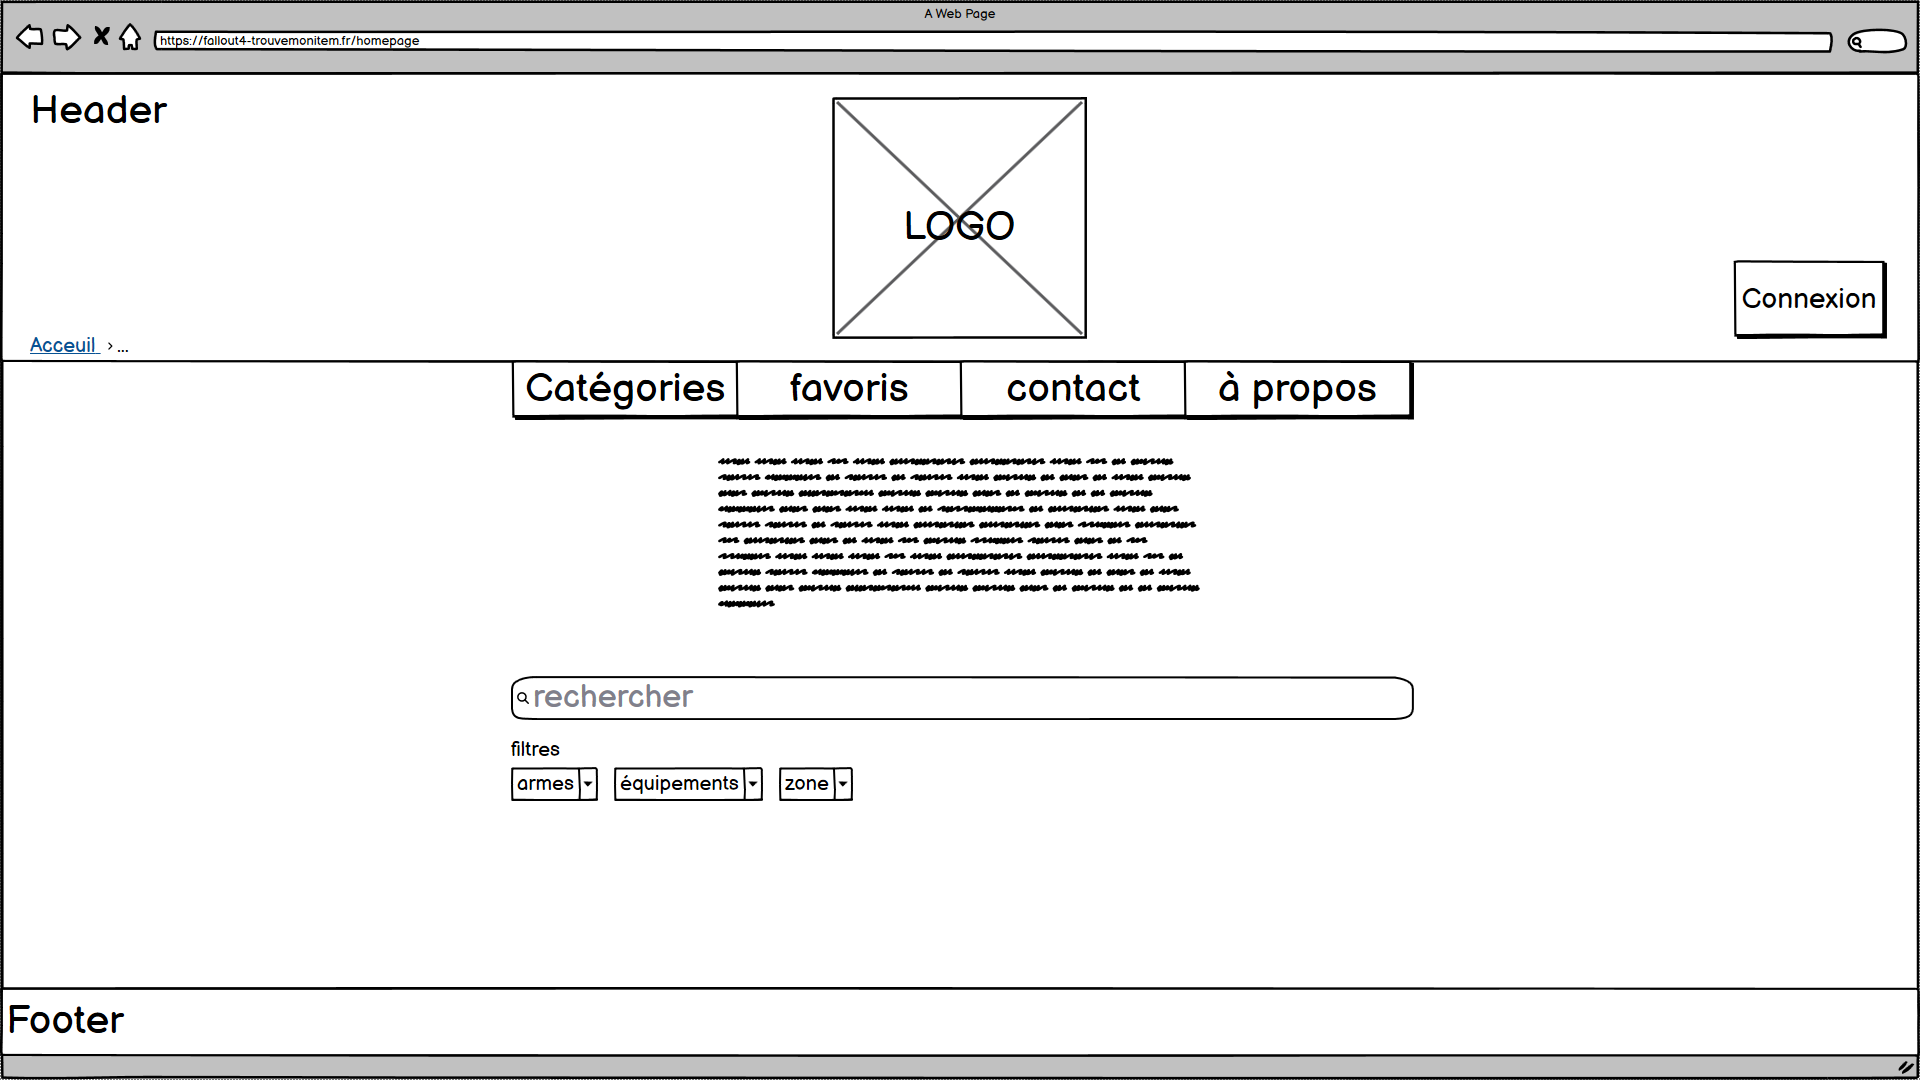 A Web Page
https://fallout4-trouvemonitem.fr/homepage
Header
LOGO
Connexion
Acceuil › ...
Catégories favoris contact à propos
rechercher
filtres
armes équipements zone
Footer